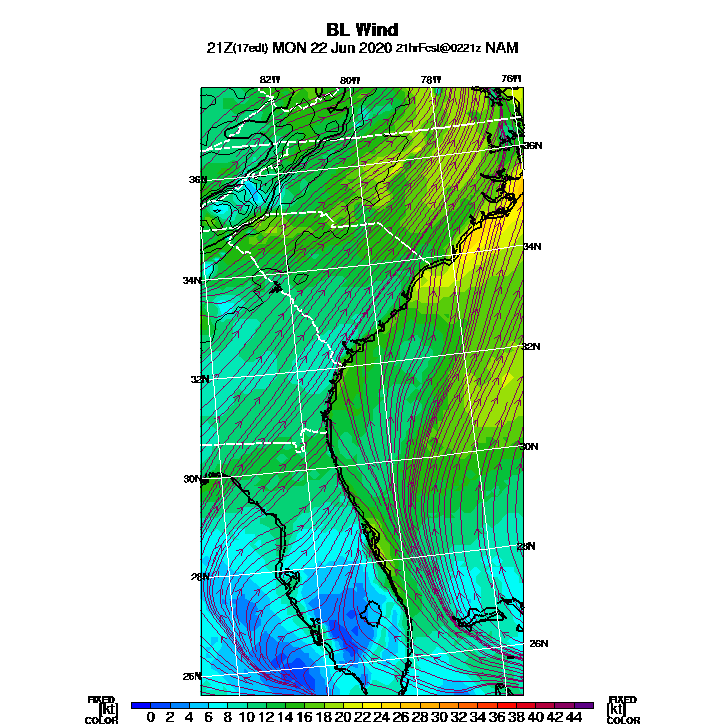 BL Wind
21Z(17edt) MON 22 Jun 2020 21hrFcst@0221z NAM
82W 80W 78W 76W
36N
36N
34N
34N
32N
32N
30N
30N
28N
28N
26N
26N
FIXED FIXED
[kt] 0 2 4 6 8 10 12 14 16 18 20 22 24 26 28 30 32 34 36 38 40 42 44 [kt]
COLOR COLOR